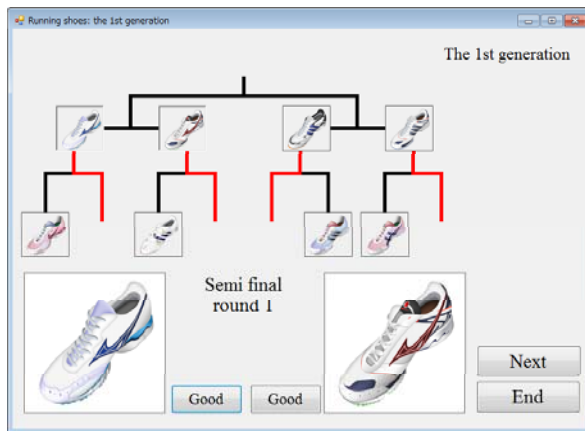 Running shoes: the 1st generation
The 1st generation
Semi final
round 1
Good
Good
Next
End